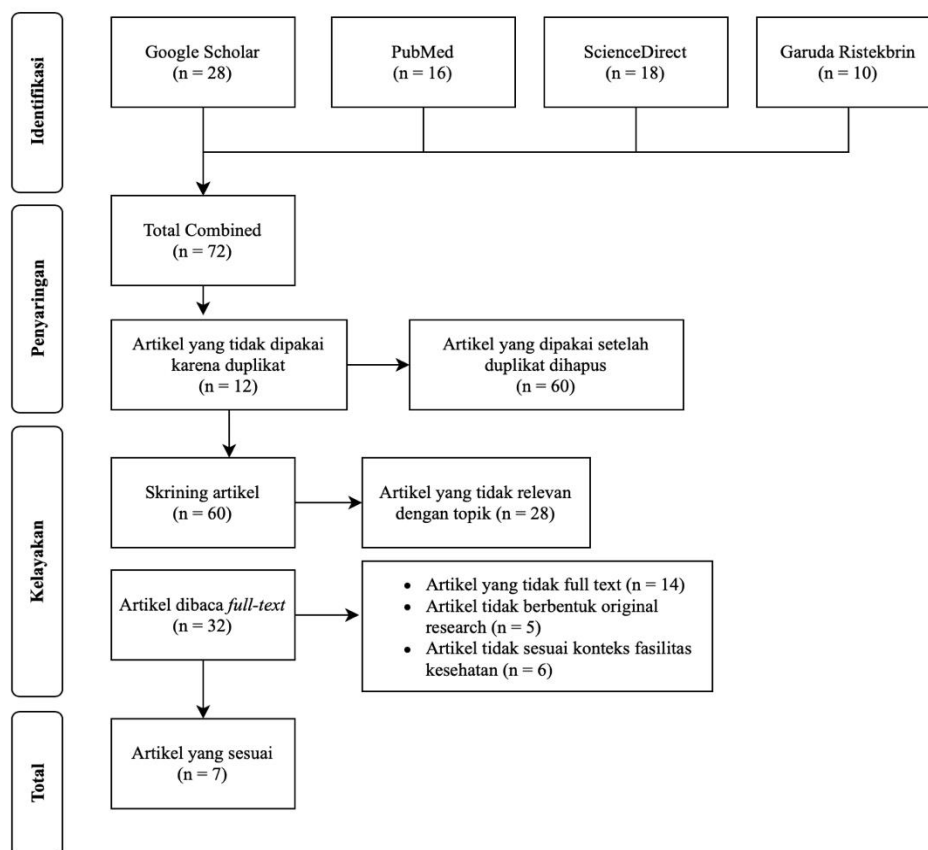 Identifikasi
Google Scholar
(n = 28)
PubMed
(n = 16)
ScienceDirect
(n = 18)
Garuda Ristekbrin
(n = 10)
Penyaringan
Total Combined
(n = 72)
Artikel yang tidak dipakai
karena duplikat
(n = 12)
Artikel yang dipakai setelah
duplikat dihapus
(n = 60)
Kelayakan
Skrining artikel
(n = 60)
Artikel yang tidak relevan
dengan topik (n = 28)
Artikel dibaca full-text
(n = 32)
• Artikel yang tidak full text (n = 14)
• Artikel tidak berbentuk original
research (n = 5)
• Artikel tidak sesuai konteks fasilitas
kesehatan (n = 6)
Total
Artikel yang sesuai
(n = 7)